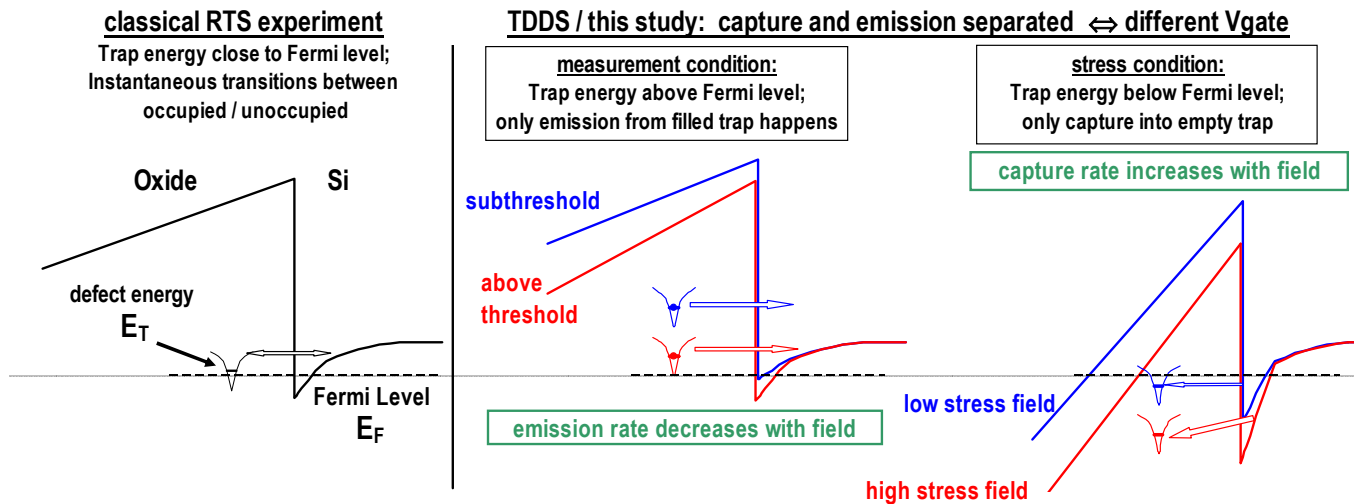 classical RTS experiment
Trap energy close to Fermi level;
Instantaneous transitions between
occupied / unoccupied
Oxide
Si
defect energy
E_T
Fermi Level
E_F
TDDS / this study: capture and emission separated ⇔ different Vgate
measurement condition:
Trap energy above Fermi level;
only emission from filled trap happens
subthreshold
above
threshold
emission rate decreases with field
stress condition:
Trap energy below Fermi level;
only capture into empty trap
capture rate increases with field
low stress field
high stress field